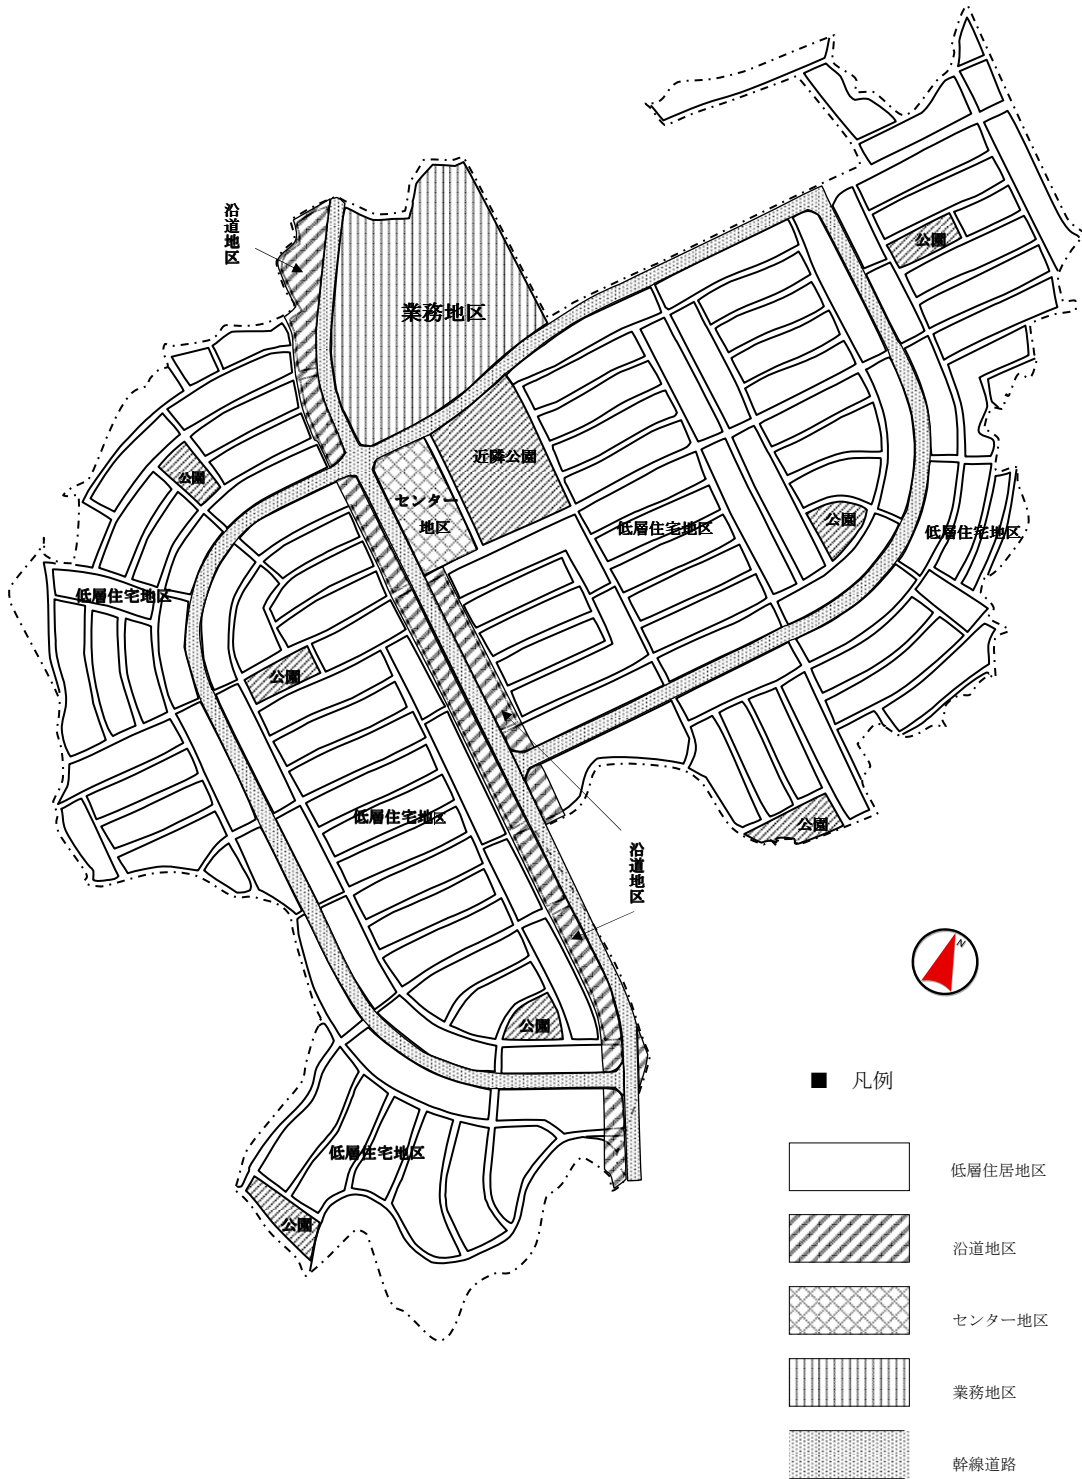 沿道地区
公園
業務地区
近隣公園
公園
センター
地区
公園
低層住宅地区
低層住宅地区
低層住宅地区
公園
低層住宅地区
公園
沿道地区
N
公園
■ 凡例
低層住宅地区
公園
低層住居地区
沿道地区
センター地区
業務地区
幹線道路